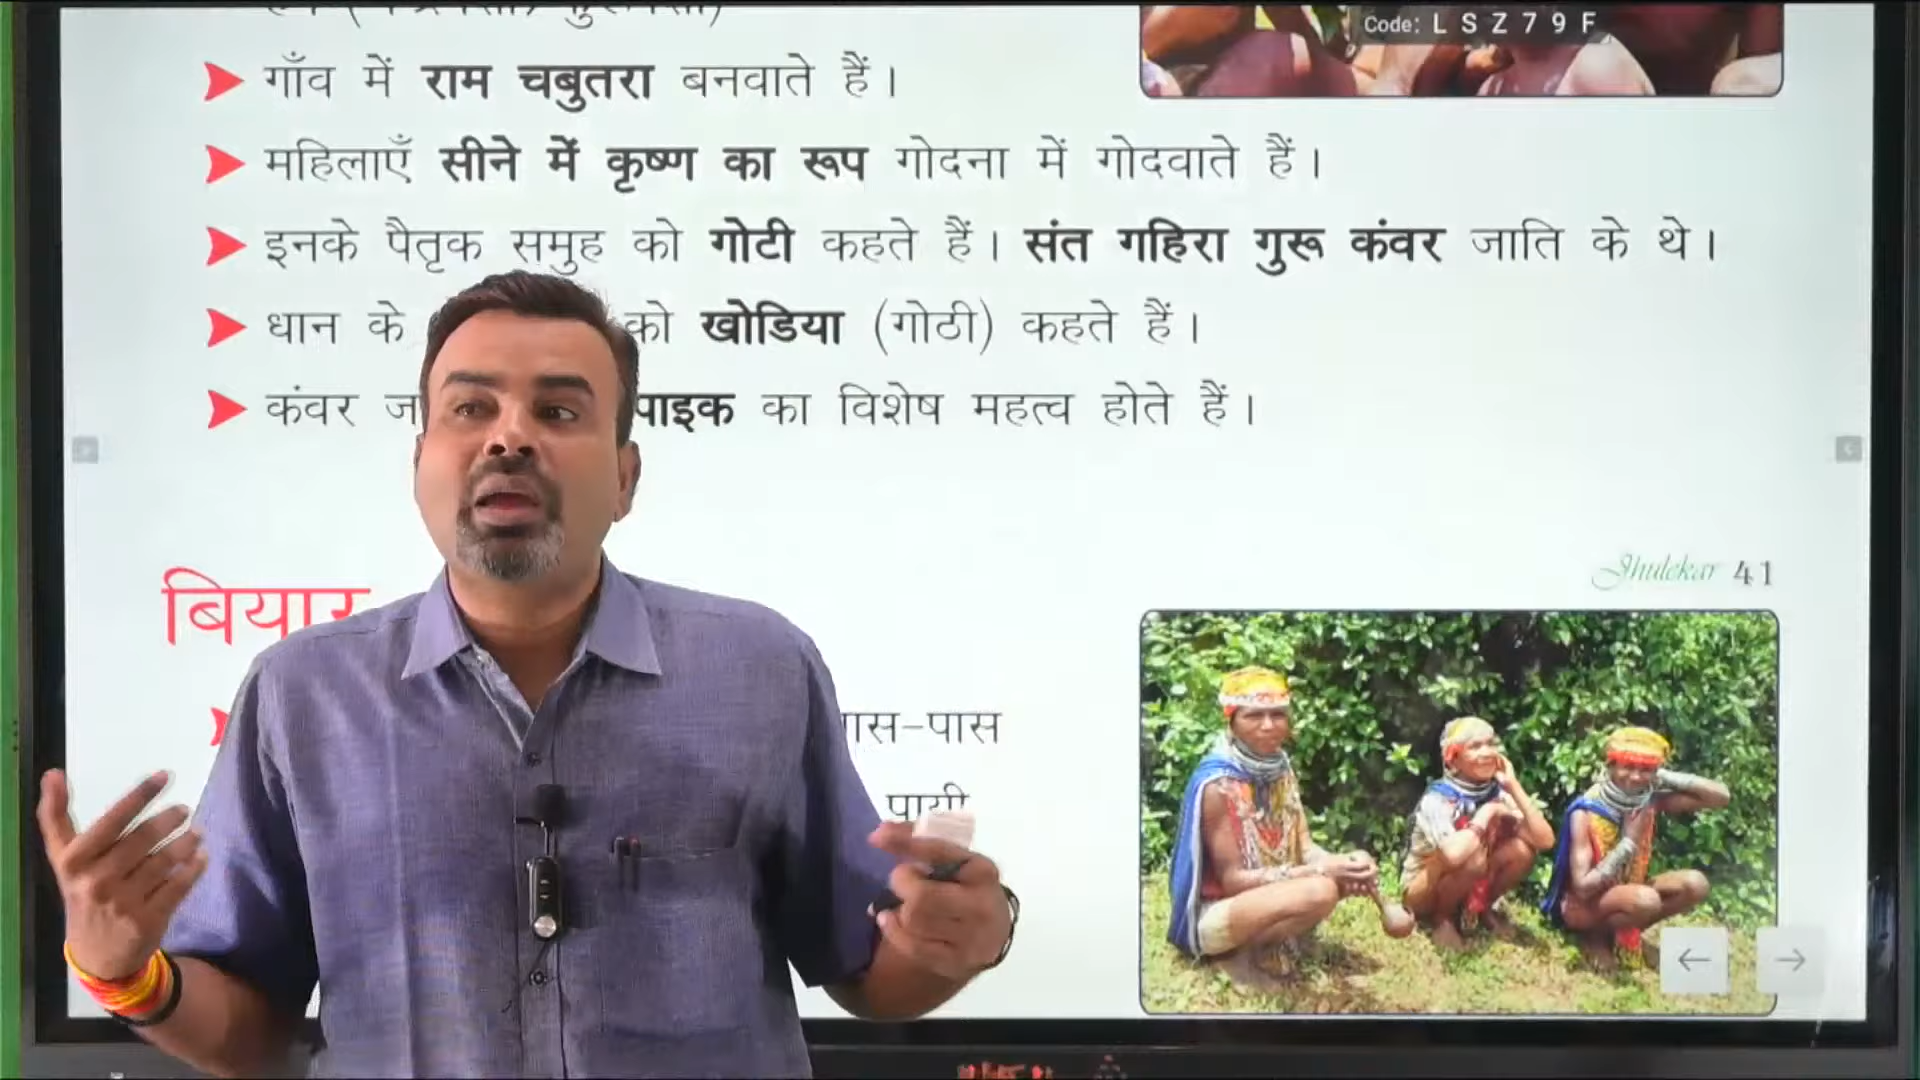 Code: L S Z 7 9 F
गाँव में राम चबुतरा बनवाते हैं।
महिलाएँ सीने में कृष्ण का रूप गोदना में गोदवाते हैं।
इनके पैतृक समुह को गोटी कहते हैं। संत गहिरा गुरू कंवर जाति के थे।
धान के को खोडिया (गोठी) कहते हैं।
कंवर पाइक का विशेष महत्व होते हैं।
Jhulekar 41
बियार
पास